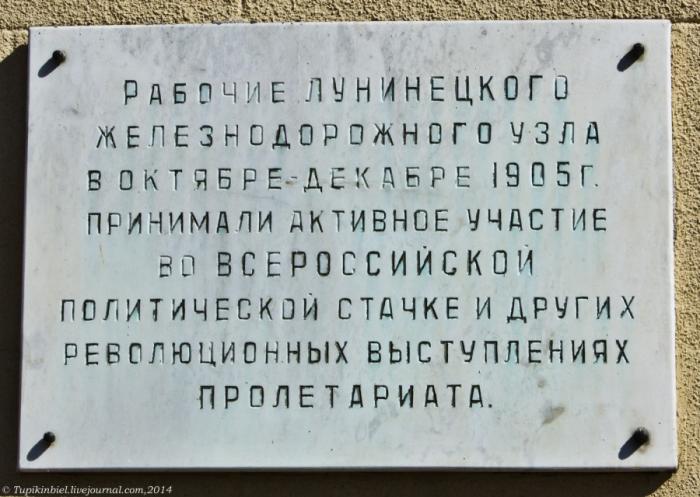 РАБОЧИЕ ЛУНИНЕЦКОГО
ЖЕЛЕЗНОДОРОЖНОГО УЗЛА
В ОКТЯБРЕ-ДЕКАБРЕ 1905 Г.
ПРИНИМАЛИ АКТИВНОЕ УЧАСТИЕ
ВО ВСЕРОССИЙСКОЙ
ПОЛИТИЧЕСКОЙ СТАЧКЕ И ДРУГИХ
РЕВОЛЮЦИОННЫХ ВЫСТУПЛЕНИЯХ
ПРОЛЕТАРИАТА.
© Tupikinbiel.livejournal.com,2014